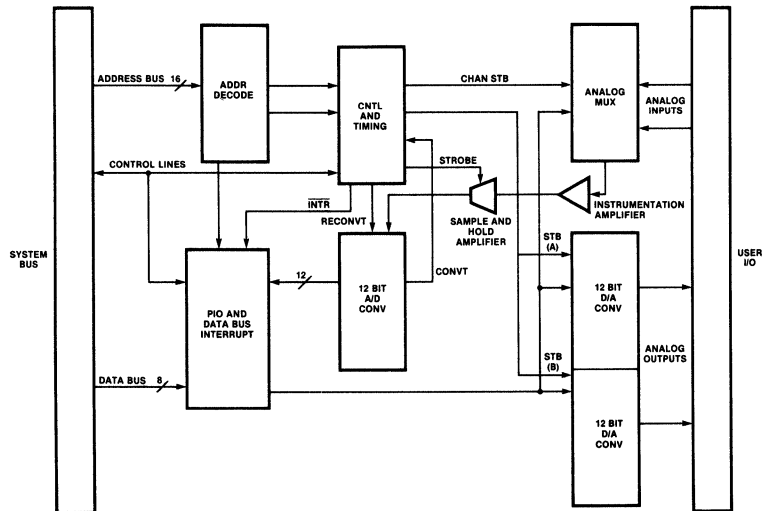 SYSTEM
BUS
ADDRESS BUS 16
ADDR
DECODE
CNTL
AND
TIMING
CHAN STB
ANALOG
MUX
ANALOG
INPUTS
CONTROL LINES
STROBE
INTR
RECONVT
SAMPLE AND
HOLD
AMPLIFIER
INSTRUMENTATION
AMPLIFIER
PIO AND
DATA BUS
INTERRUPT
12
12 BIT
A/D
CONV
CONVT
STB
(A)
12 BIT
D/A
CONV
USER
I/O
ANALOG
OUTPUTS
STB
(B)
12 BIT
D/A
CONV
DATA BUS 8